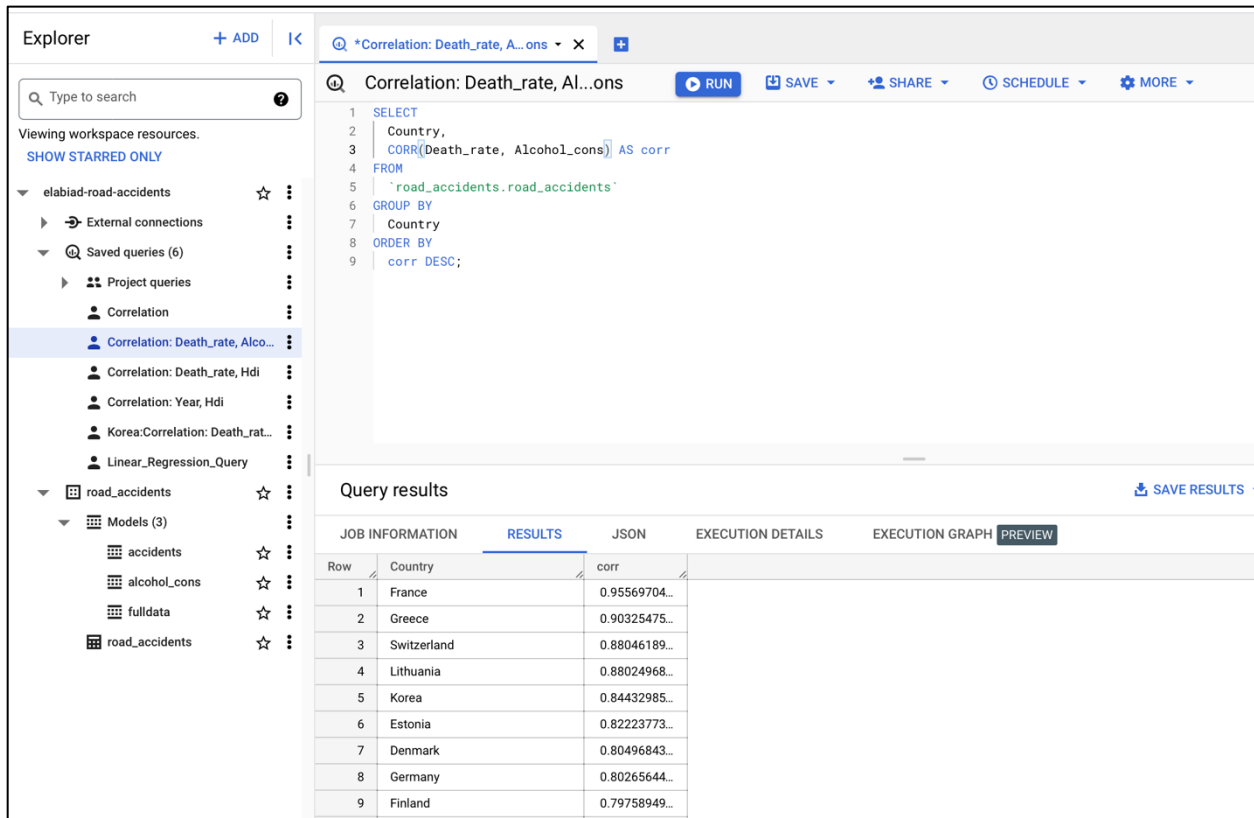 Explorer
+ ADD
Type to search
Viewing workspace resources.
SHOW STARRED ONLY
elabiad-road-accidents
External connections
Saved queries (6)
Project queries
Correlation
Correlation: Death_rate, Alco...
Correlation: Death_rate, Hdi
Correlation: Year, Hdi
Korea:Correlation: Death_rat...
Linear_Regression_Query
road_accidents
Models (3)
accidents
alcohol_cons
fulldata
road_accidents
*Correlation: Death_rate, A...ons
Correlation: Death_rate, Al...ons
RUN
SAVE
SHARE
SCHEDULE
MORE
1 SELECT
2 Country,
3 CORR(Death_rate, Alcohol_cons) AS corr
4 FROM
5 `road_accidents.road_accidents`
6 GROUP BY
7 Country
8 ORDER BY
9 corr DESC;
Query results
SAVE RESULTS
JOB INFORMATION RESULTS JSON EXECUTION DETAILS EXECUTION GRAPH PREVIEW
Row Country corr
1 France 0.95569704...
2 Greece 0.90325475...
3 Switzerland 0.88046189...
4 Lithuania 0.88024968...
5 Korea 0.84432985...
6 Estonia 0.82223773...
7 Denmark 0.80496843...
8 Germany 0.80265644...
9 Finland 0.79758949...